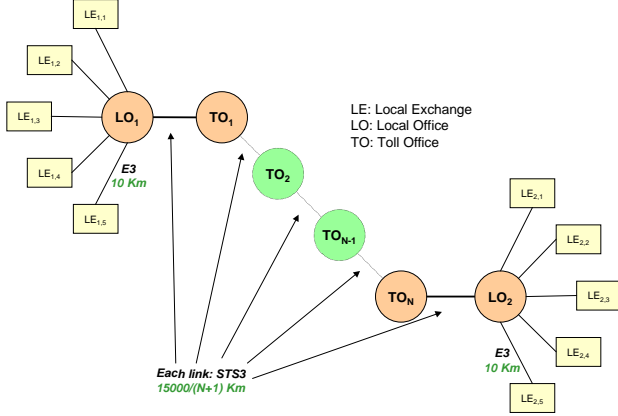 LE1,1
LE1,2
LE1,3
LE1,4
LE1,5
LO1
TO1
E3
10 Km
LE: Local Exchange
LO: Local Office
TO: Toll Office
TO2
TON-1
TON
LO2
LE2,1
LE2,2
LE2,3
LE2,4
LE2,5
E3
10 Km
Each link: STS3
15000/(N+1) Km